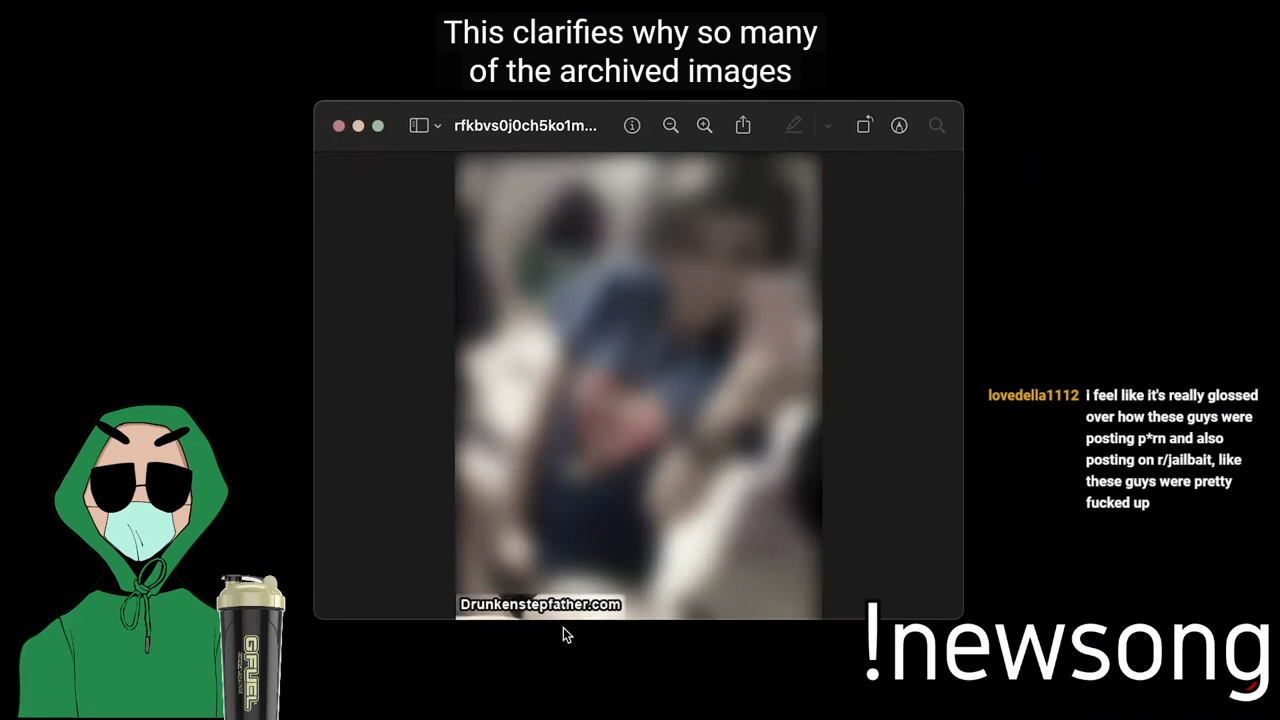 This clarifies why so many
of the archived images
rfkbvs0j0ch5ko1m...
Drunkenstepfather.com
lovedella1112 i feel like it's really glossed
over how these guys were
posting p*rn and also
posting on r/jailbait, like
these guys were pretty
fucked up
GFUEL
!newsong